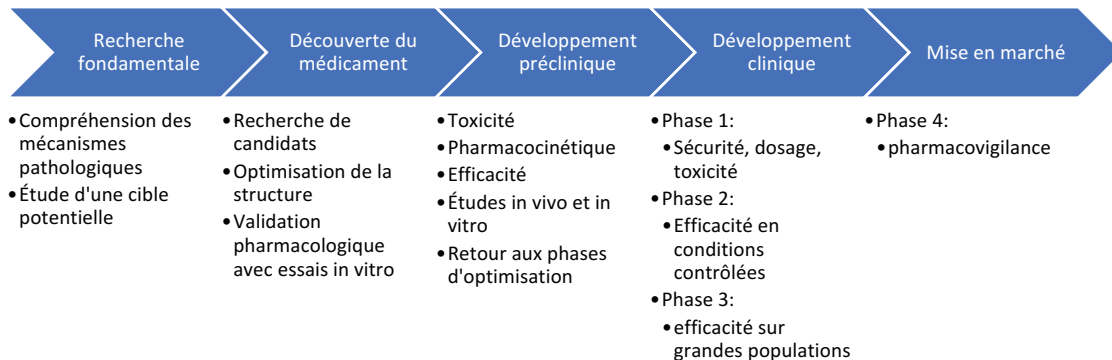 Recherche
fondamentale
Découverte du
médicament
Développement
préclinique
Développement
clinique
Mise en marché
•Compréhension des
mécanismes
pathologiques
•Étude d'une cible
potentielle
•Recherche de
candidats
•Optimisation de la
structure
•Validation
pharmacologique
avec essais in vitro
•Toxicité
•Pharmacocinétique
•Efficacité
•Études in vivo et in
vitro
•Retour aux phases
d'optimisation
•Phase 1:
•Sécurité, dosage,
toxicité
•Phase 2:
•Efficacité en
conditions
contrôlées
•Phase 3:
•efficacité sur
grandes populations
•Phase 4:
•pharmacovigilance